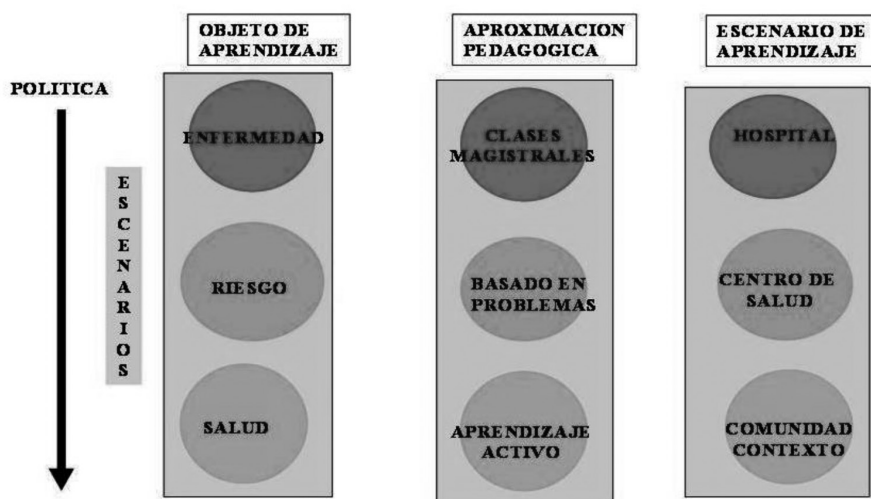 OBJETO DE
APRENDIZAJE
APROXIMACION
PEDAGOGICA
ESCENARIO DE
APRENDIZAJE
POLITICA
ESCENARIOS
ENFERMEDAD
CLASES
MAGISTRALES
HOSPITAL
RIESGO
BASADO EN
PROBLEMAS
CENTRO DE
SALUD
SALUD
APRENDIZAJE
ACTIVO
COMUNIDAD
CONTEXTO